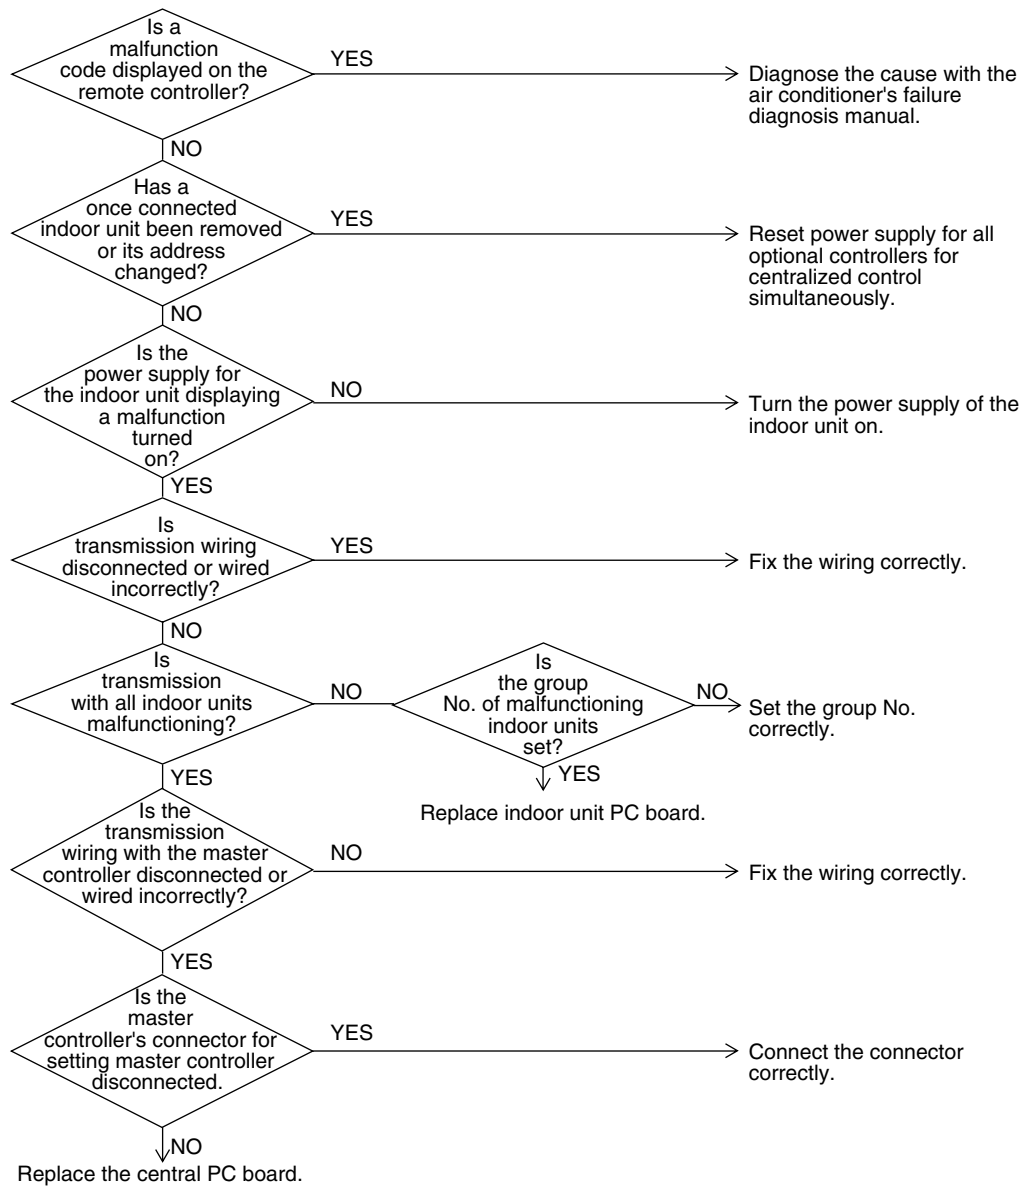 Is a
malfunction
code displayed on the
remote controller?
YES
Diagnose the cause with the
air conditioner's failure
diagnosis manual.
NO
Has a
once connected
indoor unit been removed
or its address
changed?
YES
Reset power supply for all
optional controllers for
centralized control
simultaneously.
NO
Is the
power supply for
the indoor unit displaying
a malfunction
turned
on?
NO
Turn the power supply of the
indoor unit on.
YES
Is
transmission wiring
disconnected or wired
incorrectly?
YES
Fix the wiring correctly.
NO
Is
transmission
with all indoor units
malfunctioning?
NO
Is
the group
No. of malfunctioning
indoor units
set?
NO
Set the group No.
correctly.
YES
Replace indoor unit PC board.
YES
Is the
transmission
wiring with the master
controller disconnected or
wired incorrectly?
NO
Fix the wiring correctly.
YES
Is the
master
controller's connector for
setting master controller
disconnected.
YES
Connect the connector
correctly.
NO
Replace the central PC board.